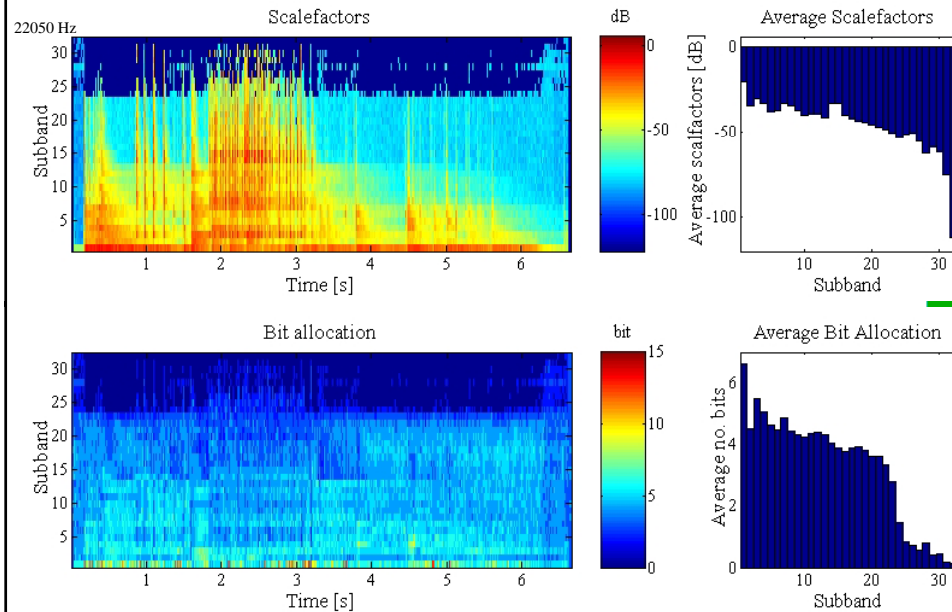 Scalefactors
dB
Average Scalefactors
22050 Hz
30
25
20
15
10
5
Subband
1
2
3
4
5
6
Time [s]
0
-50
-100
0
-50
-100
Average scalfactors [dB]
10
20
30
Subband
Bit allocation
bit
Average Bit Allocation
30
25
20
15
10
5
Subband
1
2
3
4
5
6
Time [s]
15
10
5
0
6
4
2
0
Average no. bits
10
20
30
Subband